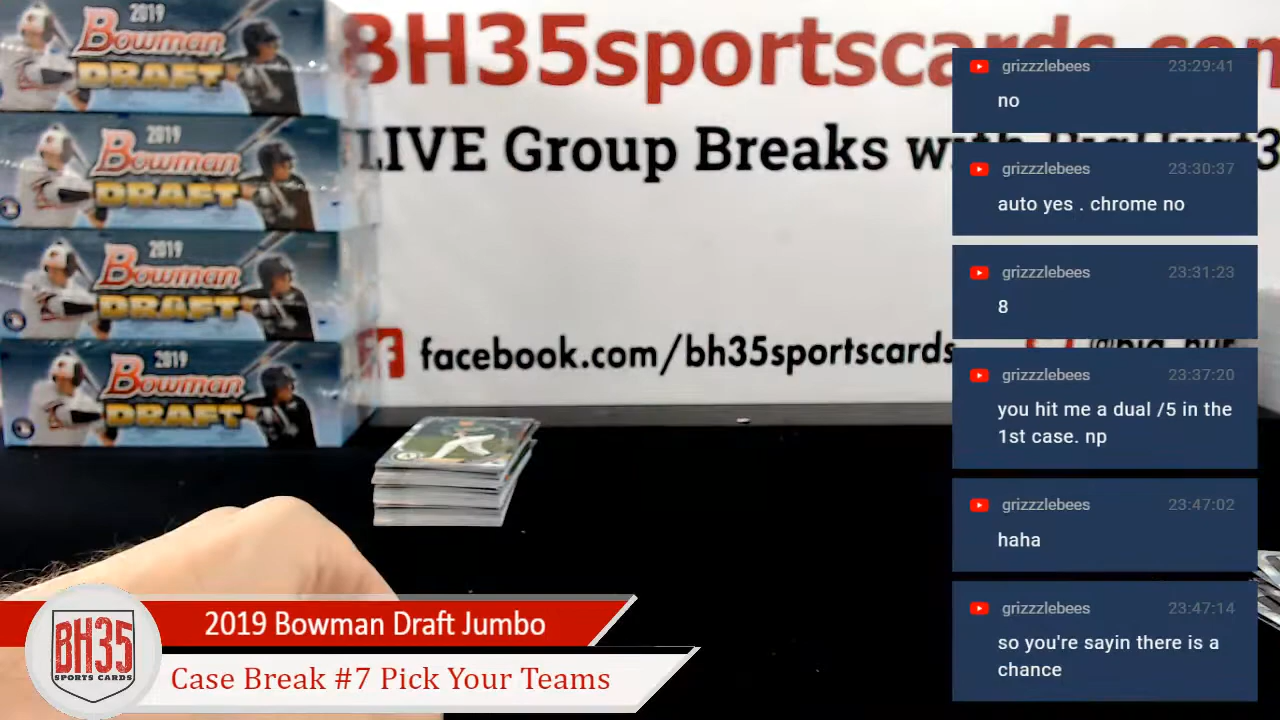 2019
Bowman
DRAFT
2019
Bowman
DRAFT
2019
Bowman
DRAFT
2019
Bowman
DRAFT
BH35sportscards.com
LIVE Group Breaks with
facebook.com/bh35sportscards
grizzzlebees 23:29:41
no
grizzzlebees 23:30:37
auto yes . chrome no
grizzzlebees 23:31:23
8
grizzzlebees 23:37:20
you hit me a dual /5 in the
1st case. np
grizzzlebees 23:47:02
haha
grizzzlebees 23:47:14
so you're sayin there is a
chance
BH35
SPORTS CARDS
2019 Bowman Draft Jumbo
Case Break #7 Pick Your Teams